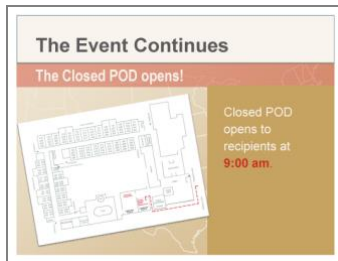 The Event Continues
The Closed POD opens!
Closed POD
opens to
recipients at
9:00 am.